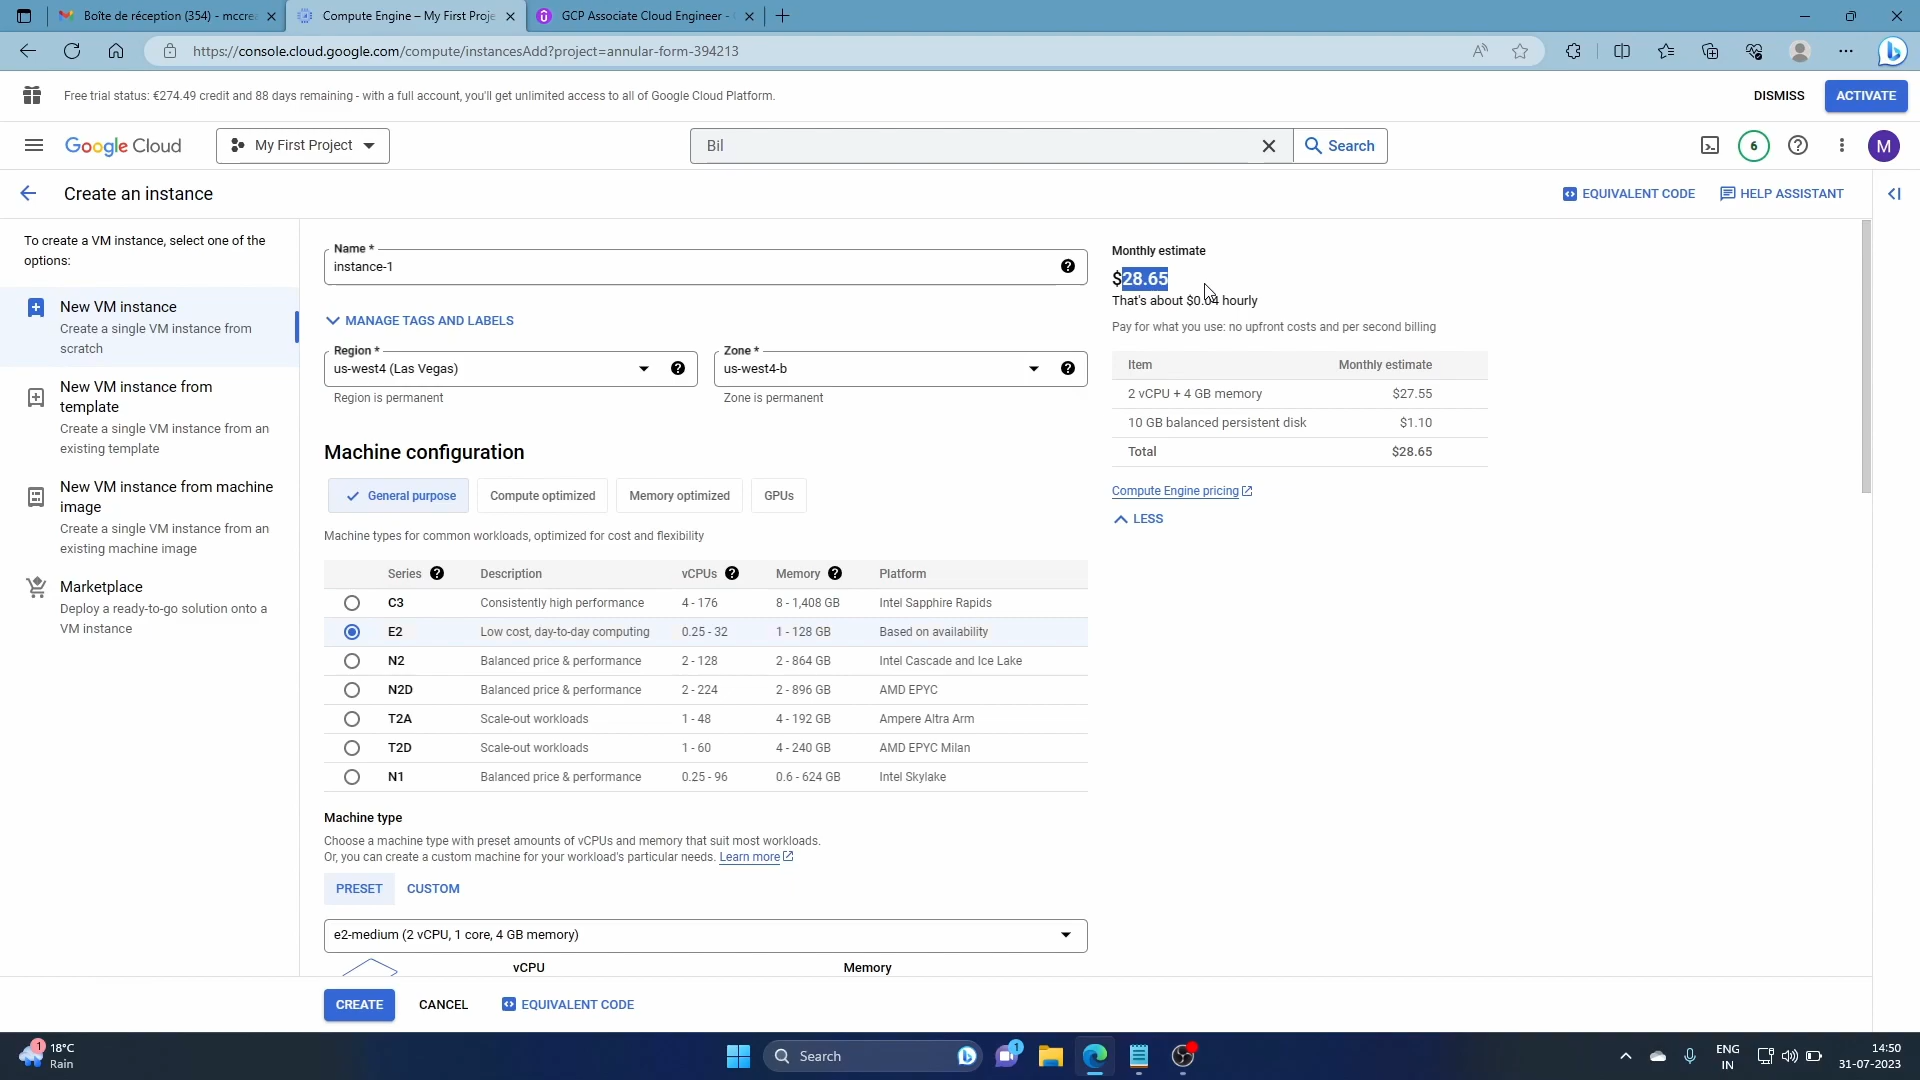 Boîte de réception (354) - mccrea
Compute Engine – My First Proje
GCP Associate Cloud Engineer -
https://console.cloud.google.com/compute/instancesAdd?project=annular-form-394213
Free trial status: €274.49 credit and 88 days remaining - with a full account, you'll get unlimited access to all of Google Cloud Platform.
DISMISS
ACTIVATE
Google Cloud
My First Project
Bil
Search
6
M
Create an instance
EQUIVALENT CODE
HELP ASSISTANT
To create a VM instance, select one of the
options:
New VM instance
Create a single VM instance from
scratch
New VM instance from
template
Create a single VM instance from an
existing template
New VM instance from machine
image
Create a single VM instance from an
existing machine image
Marketplace
Deploy a ready-to-go solution onto a
VM instance
Name *
instance-1
MANAGE TAGS AND LABELS
Region *
us-west4 (Las Vegas)
Region is permanent
Zone *
us-west4-b
Zone is permanent
Machine configuration
General purpose
Compute optimized
Memory optimized
GPUs
Machine types for common workloads, optimized for cost and flexibility
Series Description vCPUs Memory Platform
C3 Consistently high performance 4 - 176 8 - 1,408 GB Intel Sapphire Rapids
E2 Low cost, day-to-day computing 0.25 - 32 1 - 128 GB Based on availability
N2 Balanced price & performance 2 - 128 2 - 864 GB Intel Cascade and Ice Lake
N2D Balanced price & performance 2 - 224 2 - 896 GB AMD EPYC
T2A Scale-out workloads 1 - 48 4 - 192 GB Ampere Altra Arm
T2D Scale-out workloads 1 - 60 4 - 240 GB AMD EPYC Milan
N1 Balanced price & performance 0.25 - 96 0.6 - 624 GB Intel Skylake
Machine type
Choose a machine type with preset amounts of vCPUs and memory that suit most workloads.
Or, you can create a custom machine for your workload's particular needs. Learn more
PRESET
CUSTOM
e2-medium (2 vCPU, 1 core, 4 GB memory)
vCPU
Memory
CREATE
CANCEL
EQUIVALENT CODE
Monthly estimate
$28.65
That's about $0.04 hourly
Pay for what you use: no upfront costs and per second billing
Item Monthly estimate
2 vCPU + 4 GB memory $27.55
10 GB balanced persistent disk $1.10
Total $28.65
Compute Engine pricing
LESS
1
18°C
Rain
Search
1
ENG
IN
14:50
31-07-2023